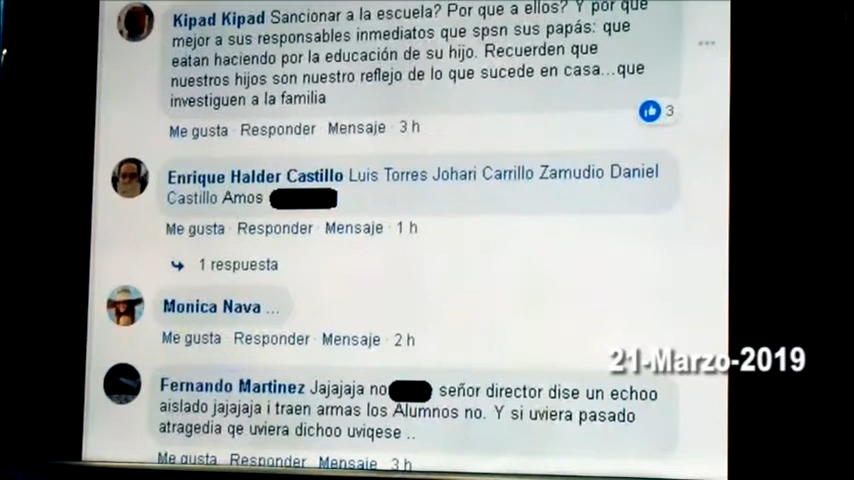 Kipad Kipad Sancionar a la escuela? Por que a ellos? Y por que
mejor a sus responsables inmediatos que spsn sus papás: que
eatan haciendo por la educación de su hijo. Recuerden que
nuestros hijos son nuestro reflejo de lo que sucede en casa...que
investiguen a la familia
3
Me gusta · Responder · Mensaje · 3 h
Enrique Halder Castillo Luis Torres Johari Carrillo Zamudio Daniel
Castillo Amos
Me gusta · Responder · Mensaje · 1 h
1 respuesta
Monica Nava ...
Me gusta · Responder · Mensaje · 2 h
21-Marzo-2019
Fernando Martinez Jajajaja no señor director dise un echoo
aislado jajajaja i traen armas los Alumnos no. Y si uviera pasado
atragedia qe uviera dichoo uviqese ..
Me gusta Responder Mensaje 3 h